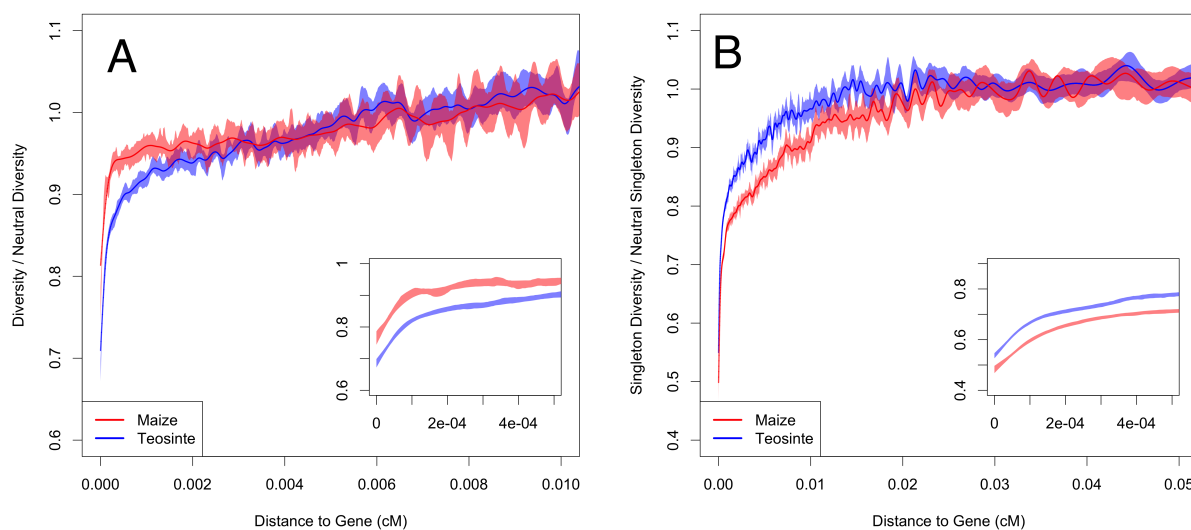 A
Diversity / Neutral Diversity
1.1
1.0
0.9
0.8
0.7
0.6
0.000
0.002
0.004
0.006
0.008
0.010
Distance to Gene (cM)
Maize
Teosinte
1
0.8
0.6
0
2e-04
4e-04
B
Singleton Diversity / Neutral Singleton Diversity
1.1
1.0
0.9
0.8
0.7
0.6
0.5
0.4
0.00
0.01
0.02
0.03
0.04
0.05
Distance to Gene (cM)
Maize
Teosinte
0.8
0.6
0.4
0
2e-04
4e-04